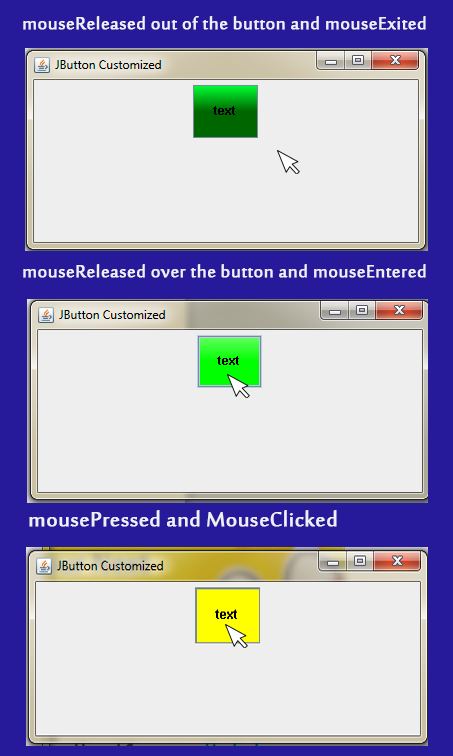 mouseReleased out of the button and mouseExited
JButton Customized
text
mouseReleased over the button and mouseEntered
JButton Customized
text
mousePressed and MouseClicked
JButton Customized
text